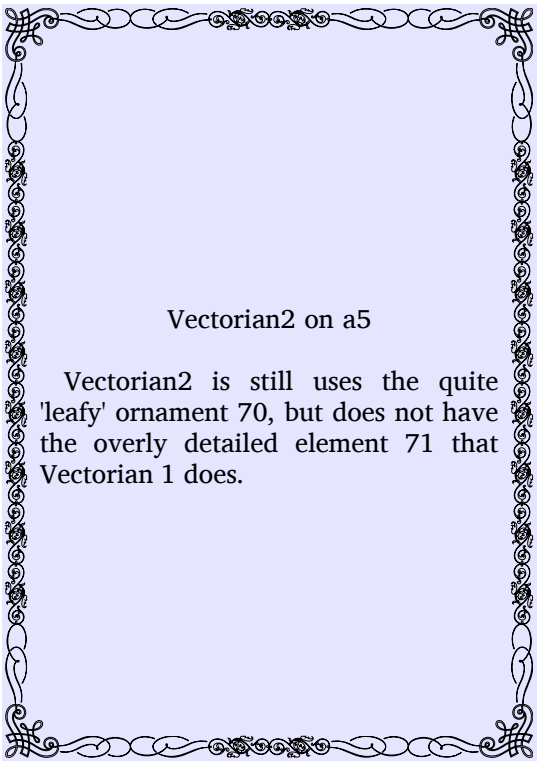 Vectorian2 on a5
Vectorian2 is still uses the quite
'leafy' ornament 70, but does not have
the overly detailed element 71 that
Vectorian 1 does.